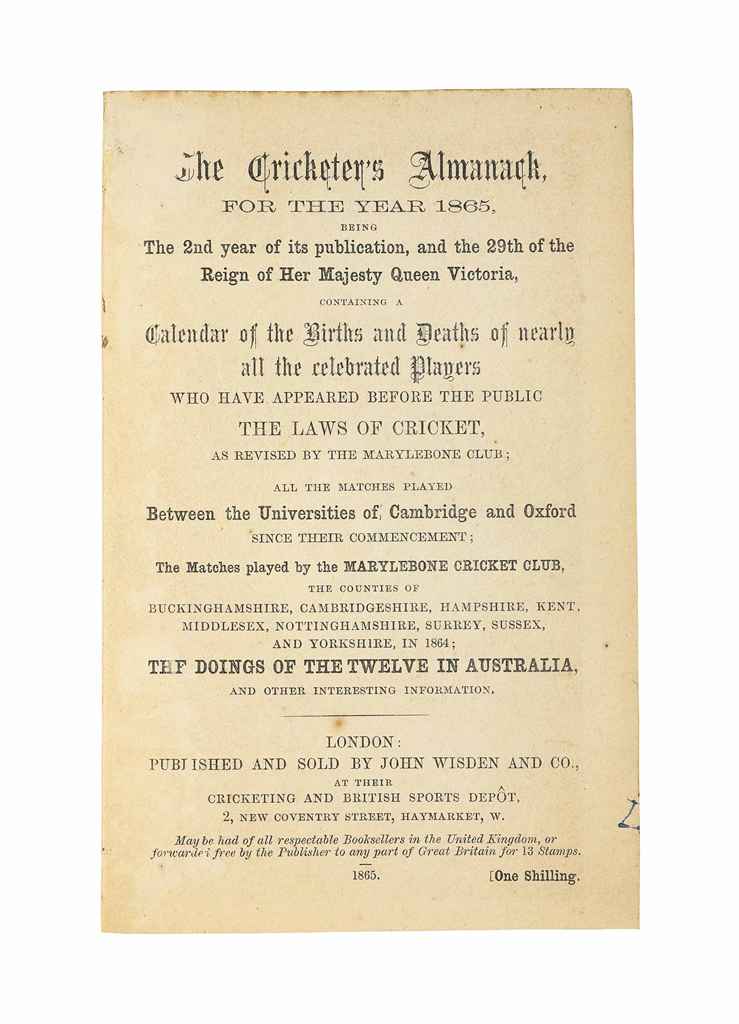 The Cricketer's Almanack,
FOR THE YEAR 1865,
BEING
The 2nd year of its publication, and the 29th of the
Reign of Her Majesty Queen Victoria,
CONTAINING A
Calendar of the Births and Deaths of nearly
all the celebrated Players
WHO HAVE APPEARED BEFORE THE PUBLIC
THE LAWS OF CRICKET,
AS REVISED BY THE MARYLEBONE CLUB;
ALL THE MATCHES PLAYED
Between the Universities of Cambridge and Oxford
SINCE THEIR COMMENCEMENT;
The Matches played by the MARYLEBONE CRICKET CLUB,
THE COUNTIES OF
BUCKINGHAMSHIRE, CAMBRIDGESHIRE, HAMPSHIRE, KENT,
MIDDLESEX, NOTTINGHAMSHIRE, SURREY, SUSSEX,
AND YORKSHIRE, IN 1864;
THE DOINGS OF THE TWELVE IN AUSTRALIA,
AND OTHER INTERESTING INFORMATION.
LONDON:
PUBLISHED AND SOLD BY JOHN WISDEN AND CO.,
AT THEIR
CRICKETING AND BRITISH SPORTS DEPÔT,
2, NEW COVENTRY STREET, HAYMARKET, W.
May be had of all respectable Booksellers in the United Kingdom, or
forwarded free by the Publisher to any part of Great Britain for 13 Stamps.
1865.
[One Shilling.